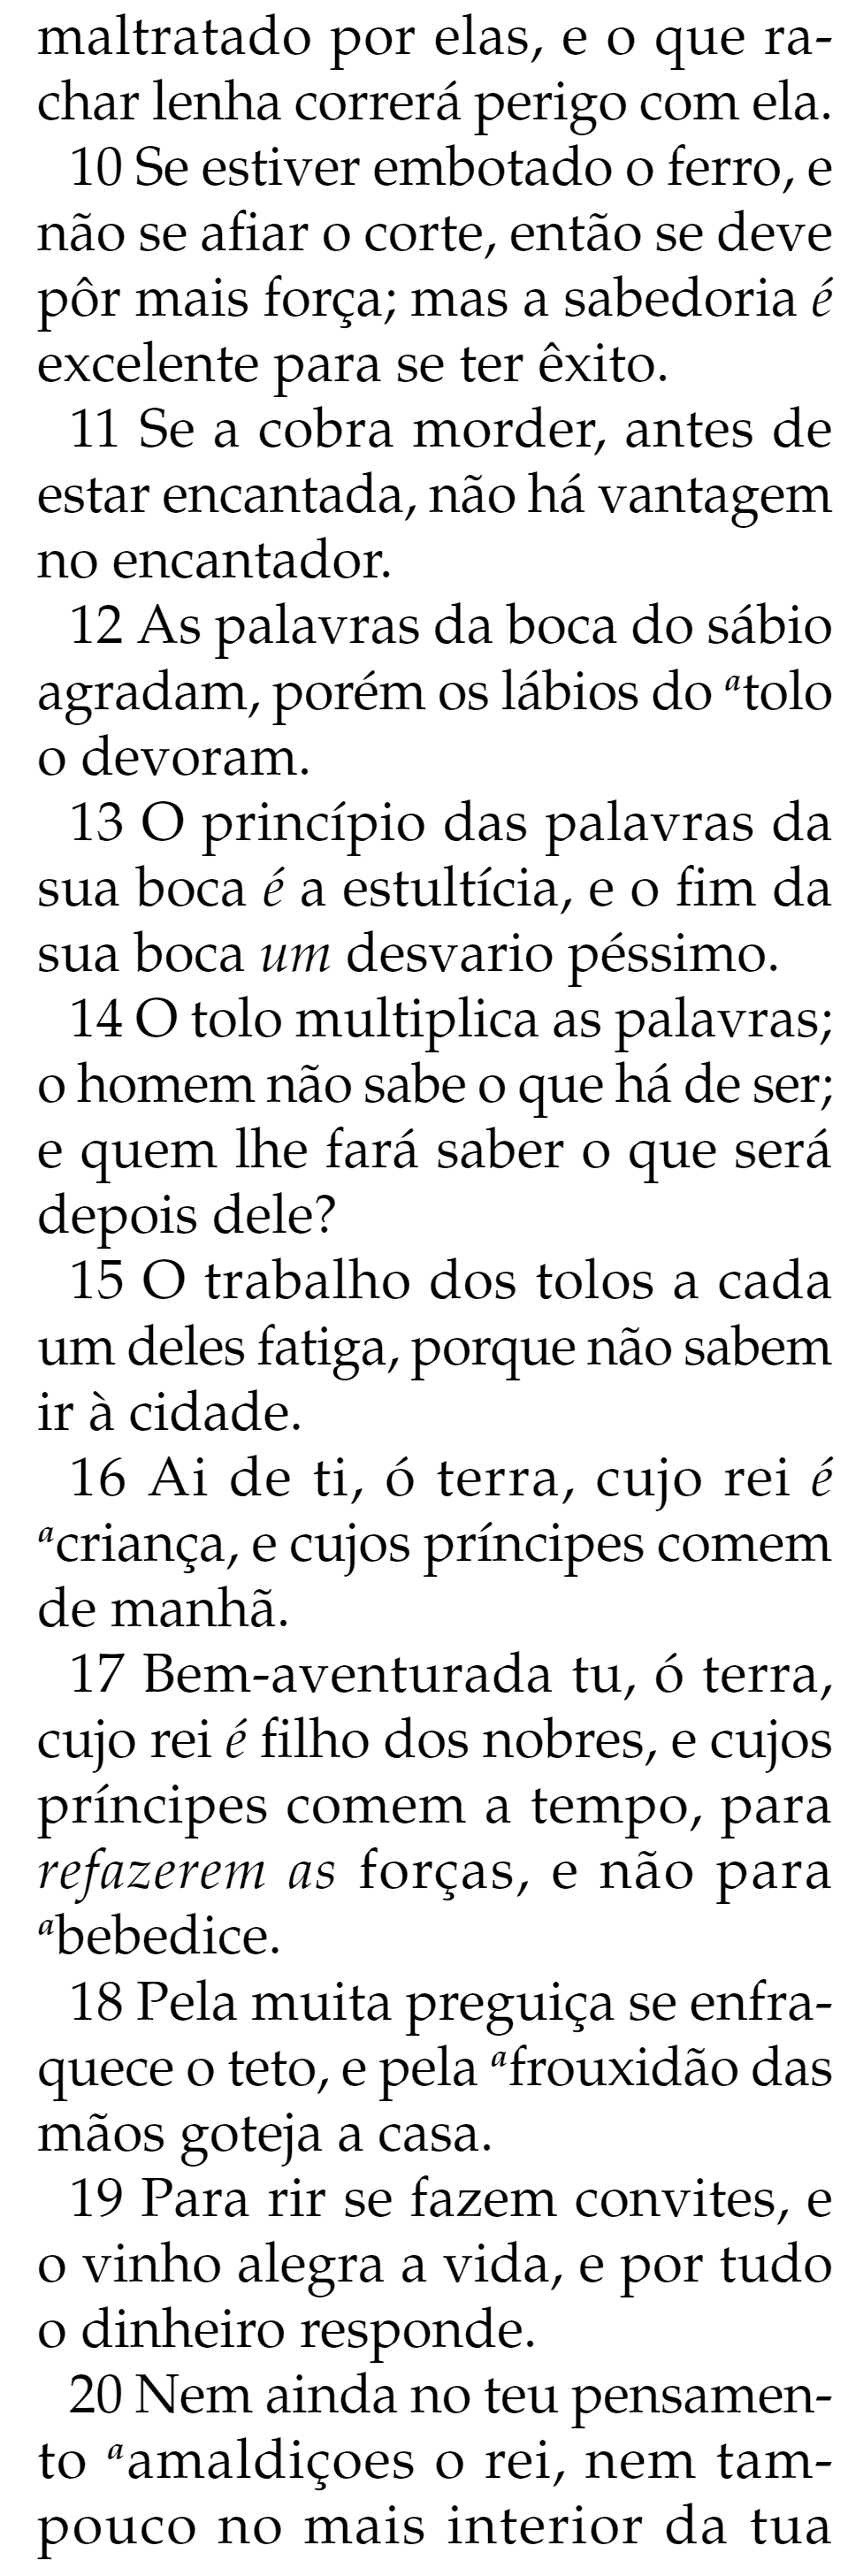 maltratado por elas, e o que ra-
char lenha correrá perigo com ela.
10 Se estiver embotado o ferro, e
não se afiar o corte, então se deve
pôr mais força; mas a sabedoria é
excelente para se ter êxito.
11 Se a cobra morder, antes de
estar encantada, não há vantagem
no encantador.
12 As palavras da boca do sábio
agradam, porém os lábios do ᵃtolo
o devoram.
13 O princípio das palavras da
sua boca é a estultícia, e o fim da
sua boca um desvario péssimo.
14 O tolo multiplica as palavras;
o homem não sabe o que há de ser;
e quem lhe fará saber o que será
depois dele?
15 O trabalho dos tolos a cada
um deles fatiga, porque não sabem
ir à cidade.
16 Ai de ti, ó terra, cujo rei é
ᵃcriança, e cujos príncipes comem
de manhã.
17 Bem-aventurada tu, ó terra,
cujo rei é filho dos nobres, e cujos
príncipes comem a tempo, para
refazerem as forças, e não para
ᵃbebedice.
18 Pela muita preguiça se enfra-
quece o teto, e pela ᵃfrouxidão das
mãos goteja a casa.
19 Para rir se fazem convites, e
o vinho alegra a vida, e por tudo
o dinheiro responde.
20 Nem ainda no teu pensamen-
to ᵃamaldiçoes o rei, nem tam-
pouco no mais interior da tua